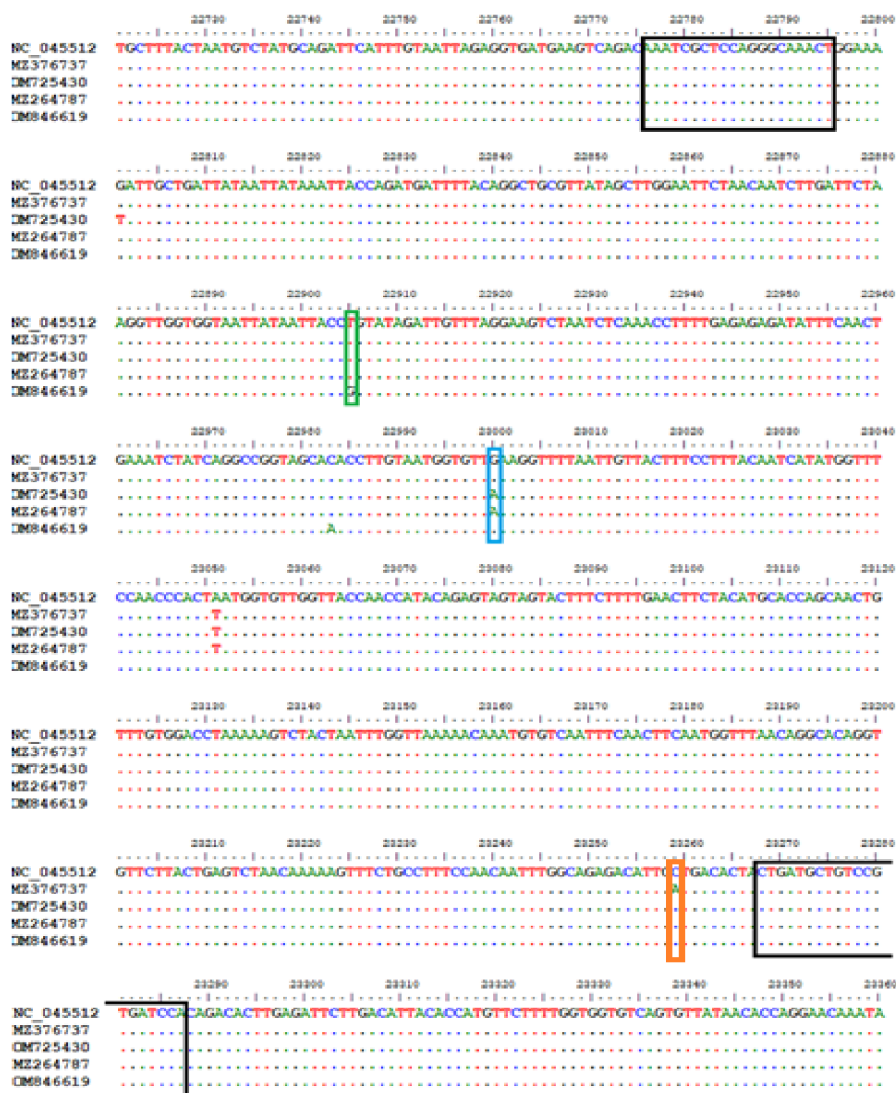 22730 22740 22750 22760 22770 22780 22790 22800
NC_045512 TGCTTTACTAATGTCTATGCAGATTCATTTGTAATTAGAGGTGATGAAGTCAGACAAATCGCTCCAGGGCAAACTGGAAA
MZ376737
OM725430
MZ264787
OM846619
22810 22820 22830 22840 22850 22860 22870 22880
NC_045512 GATTGCTGATTATAATTATAAATTACCAGATGATTTTACAGGCTGCGTTATAGCTTGGAATTCTAACAATCTTGATTCTA
MZ376737
OM725430 T
MZ264787
OM846619
22890 22900 22910 22920 22930 22940 22950 22960
NC_045512 AGGTTGGTGGTAATTATAATTACCTGTATAGATTGTTTAGGAAGTCTAATCTCAAACCTTTTGAGAGAGATATTTCAACT
MZ376737
OM725430
MZ264787
OM846619 G
22970 22980 22990 23000 23010 23020 23030 23040
NC_045512 GAAATCTATCAGGCCGGTAGCACACCTTGTAATGGTGTTGAAGGTTTTAATTGTTACTTTCCTTTACAATCATATGGTTT
MZ376737
OM725430 A
MZ264787 A
OM846619 A
23050 23060 23070 23080 23090 23100 23110 23120
NC_045512 CCAACCCACTAATGGTGTTGGTTACCAACCATACAGAGTAGTAGTACTTTCTTTTGAACTTCTACATGCACCAGCAACTG
MZ376737 T
OM725430 T
MZ264787 T
OM846619
23130 23140 23150 23160 23170 23180 23190 23200
NC_045512 TTTGTGGACCTAAAAAGTCTACTAATTTGGTTAAAAACAAATGTGTCAATTTCAACTTCAATGGTTTAACAGGCACAGGT
MZ376737
OM725430
MZ264787
OM846619
23210 23220 23230 23240 23250 23260 23270 23280
NC_045512 GTTCTTACTGAGTCTAACAAAAAGTTTCTGCCTTTCCAACAATTTGGCAGAGACATTGCTGACACTACTGATGCTGTCCG
MZ376737 A
OM725430
MZ264787
OM846619
23290 23300 23310 23320 23330 23340 23350 23360
NC_045512 TGATCCACAGACACTTGAGATTCTTGACATTACACCATGTTCTTTTGGTGGTGTCAGTGTTATAACACCAGGAACAAATA
MZ376737
OM725430
MZ264787
OM846619